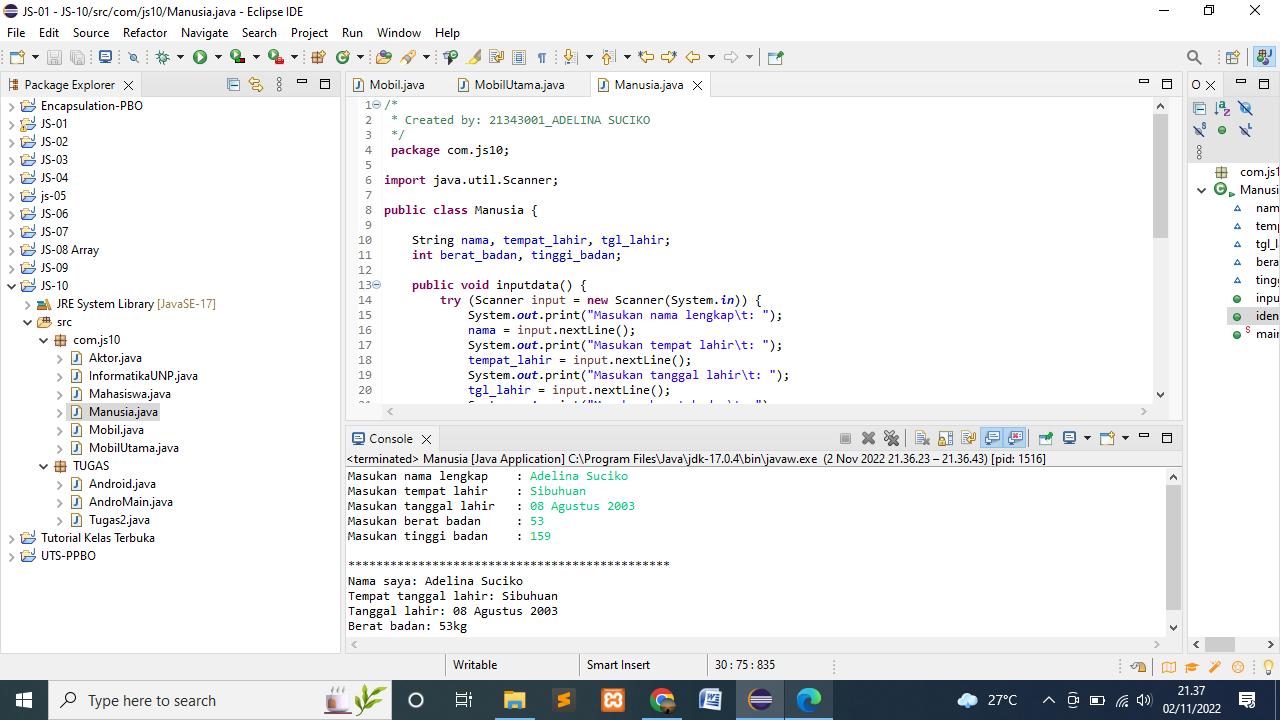 JS-01 - JS-10/src/com/js10/Manusia.java - Eclipse IDE
File Edit Source Refactor Navigate Search Project Run Window Help
Package Explorer
Encapsulation-PBO
JS-01
JS-02
JS-03
JS-04
js-05
JS-06
JS-07
JS-08 Array
JS-09
JS-10
JRE System Library [JavaSE-17]
src
com.js10
Aktor.java
InformatikaUNP.java
Mahasiswa.java
Manusia.java
Mobil.java
MobilUtama.java
TUGAS
Android.java
AndroMain.java
Tugas2.java
Tutorial Kelas Terbuka
UTS-PPBO
Mobil.java MobilUtama.java Manusia.java
1 /*
2 * Created by: 21343001_ADELINA SUCIKO
3 */
4 package com.js10;
5
6 import java.util.Scanner;
7
8 public class Manusia {
9
10 String nama, tempat_lahir, tgl_lahir;
11 int berat_badan, tinggi_badan;
12
13 public void inputdata() {
14 try (Scanner input = new Scanner(System.in)) {
15 System.out.print("Masukan nama lengkap\t: ");
16 nama = input.nextLine();
17 System.out.print("Masukan tempat lahir\t: ");
18 tempat_lahir = input.nextLine();
19 System.out.print("Masukan tanggal lahir\t: ");
20 tgl_lahir = input.nextLine();
Console
<terminated> Manusia [Java Application] C:\Program Files\Java\jdk-17.0.4\bin\javaw.exe (2 Nov 2022 21.36.23 – 21.36.43) [pid: 1516]
Masukan nama lengkap : Adelina Suciko
Masukan tempat lahir : Sibuhuan
Masukan tanggal lahir : 08 Agustus 2003
Masukan berat badan : 53
Masukan tinggi badan : 159
**********************************************
Nama saya: Adelina Suciko
Tempat tanggal lahir: Sibuhuan
Tanggal lahir: 08 Agustus 2003
Berat badan: 53kg
O
com.js1
Manusi
nam
temp
tgl_l
bera
ting
inpu
iden
main
Writable Smart Insert 30 : 75 : 835
Type here to search
27°C
21.37
02/11/2022